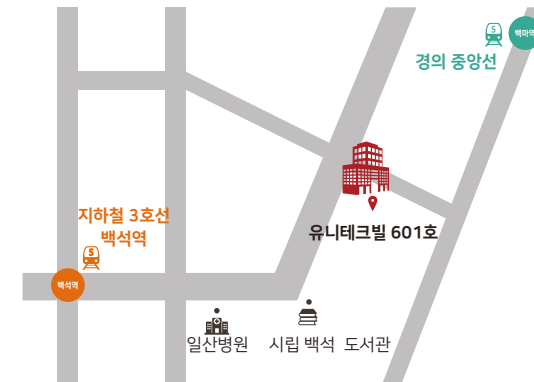 백마역
경의 중앙선
지하철 3호선
백석역
유니테크빌 601호
백석역
일산병원
시립 백석 도서관